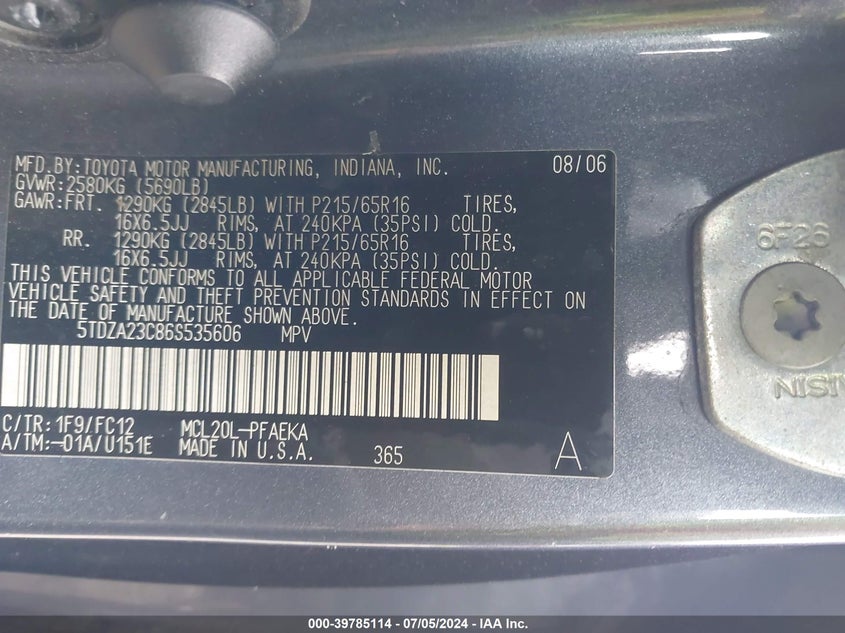 MFD.BY:TOYOTA MOTOR MANUFACTURING, INDIANA, INC. 08/06
GVWR:2580KG (5690LB)
GAWR:FRT. 1290KG (2845LB) WITH P215/65R16 TIRES,
16X6.5JJ RIMS, AT 240KPA (35PSI) COLD.
RR. 1290KG (2845LB) WITH P215/65R16 TIRES,
16X6.5JJ RIMS, AT 240KPA (35PSI) COLD.
THIS VEHICLE CONFORMS TO ALL APPLICABLE FEDERAL MOTOR
VEHICLE SAFETY AND THEFT PREVENTION STANDARDS IN EFFECT ON
THE DATE OF MANUFACTURE SHOWN ABOVE.
5TDZA23C86S535606 MPV
C/TR:1F9/FC12 MCL20L-PFAEKA
A/TM:-01A/U151E MADE IN U.S.A. 365 A
6F26
NISIN
000-39785114 - 07/05/2024 - IAA Inc.